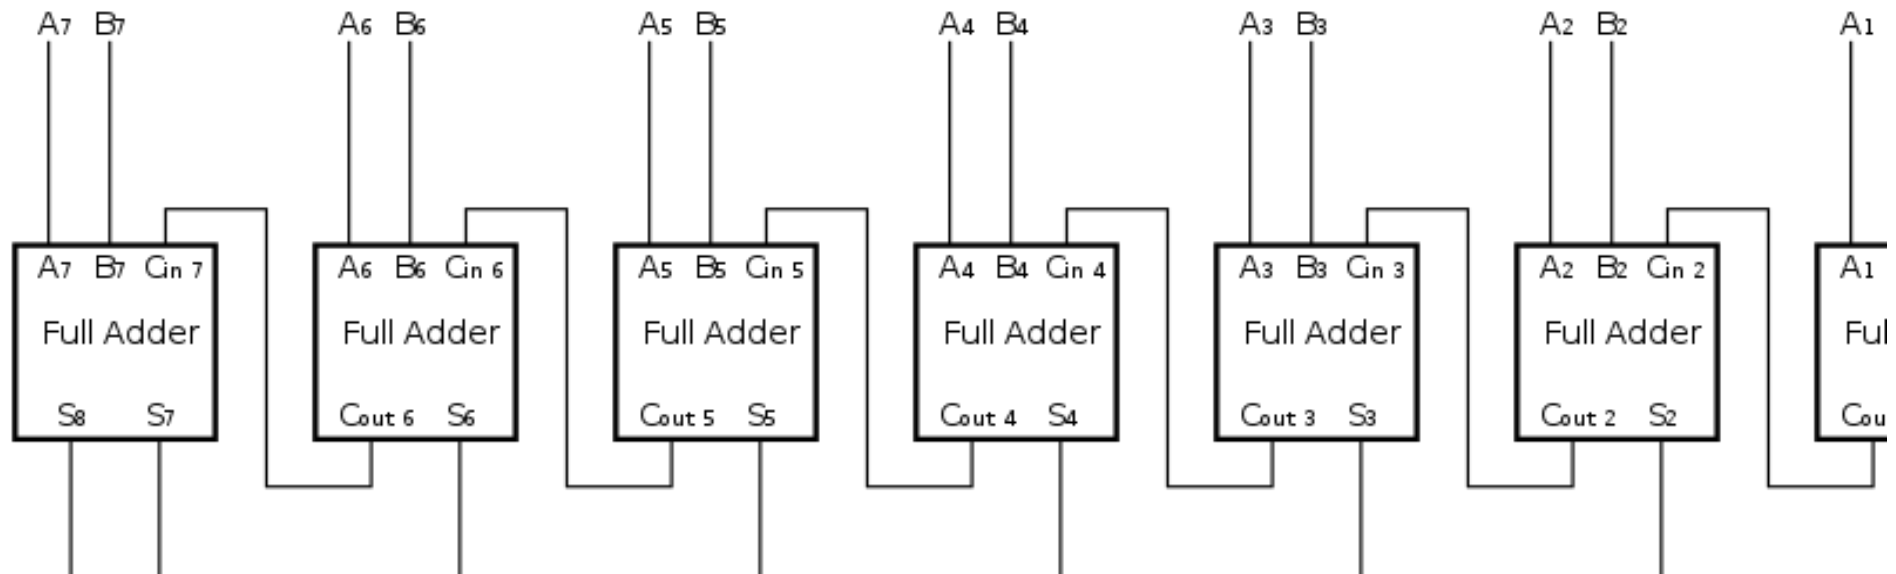 A7 B7 A6 B6 A5 B5 A4 B4 A3 B3 A2 B2 A1
A7 B7 Cin 7 A6 B6 Cin 6 A5 B5 Cin 5 A4 B4 Cin 4 A3 B3 Cin 3 A2 B2 Cin 2 A1
Full Adder Full Adder Full Adder Full Adder Full Adder Full Adder Ful
S8 S7 Cout 6 S6 Cout 5 S5 Cout 4 S4 Cout 3 S3 Cout 2 S2 Cou